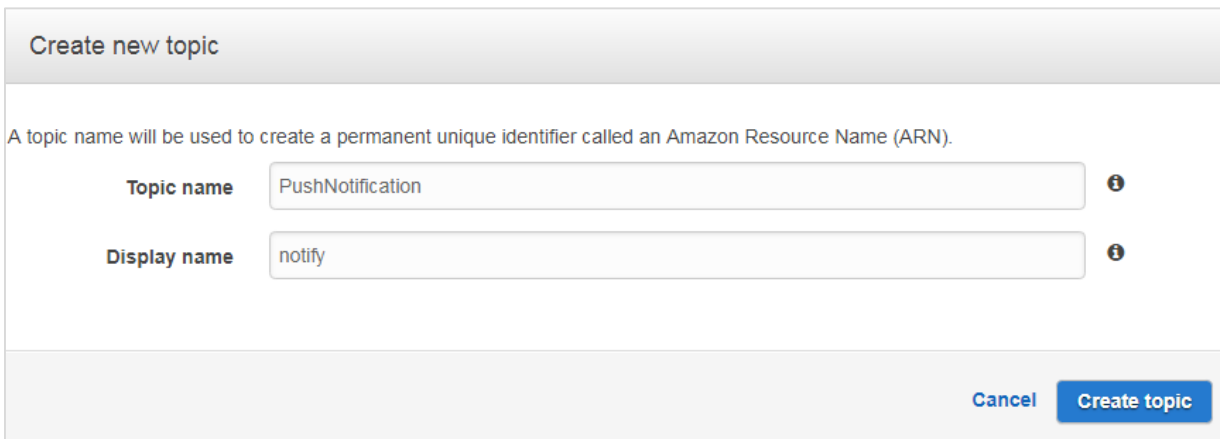 Create new topic
A topic name will be used to create a permanent unique identifier called an Amazon Resource Name (ARN).
Topic name PushNotification
Display name notify
Cancel Create topic